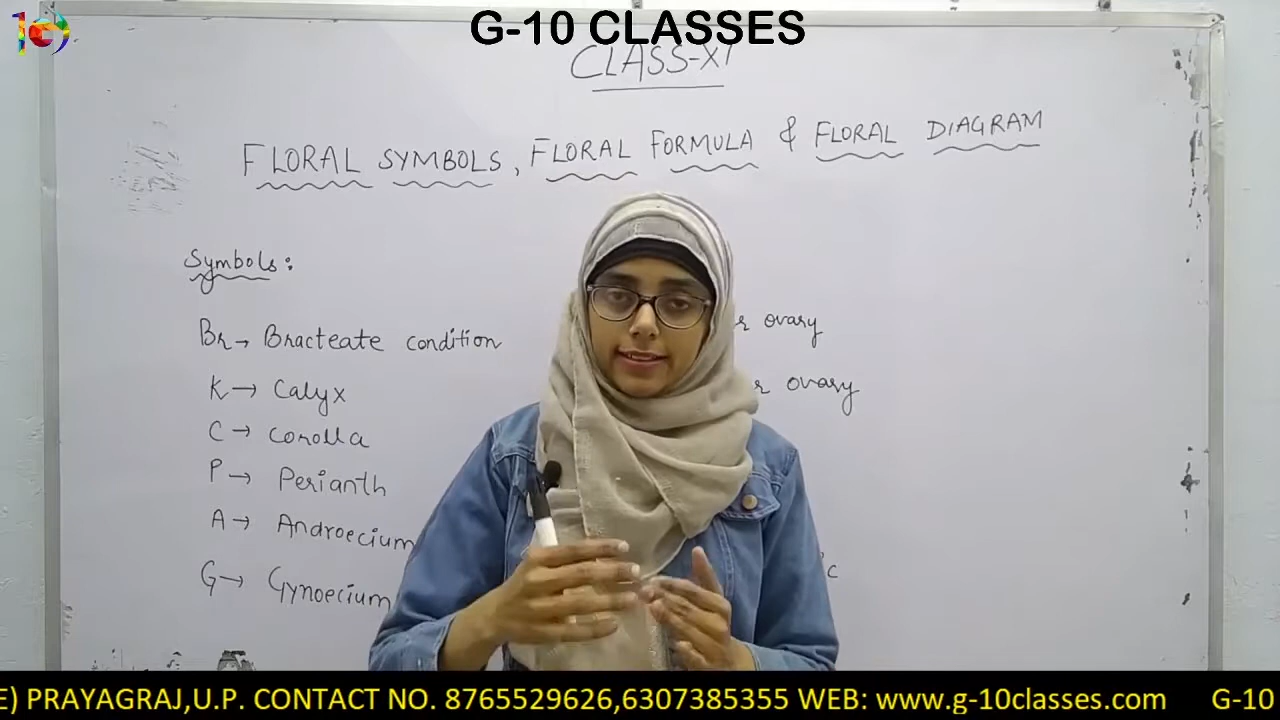 G-10 CLASSES
CLASS-XI
FLORAL SYMBOLS, FLORAL FORMULA & FLORAL DIAGRAM
Symbols:
Br→ Bracteate condition
K→ Calyx
C→ Corolla
P→ Perianth
A→ Androecium
G→ Gynoecium
ovary
ovary
E) PRAYAGRAJ,U.P. CONTACT NO. 8765529626,6307385355 WEB: www.g-10classes.com G-10